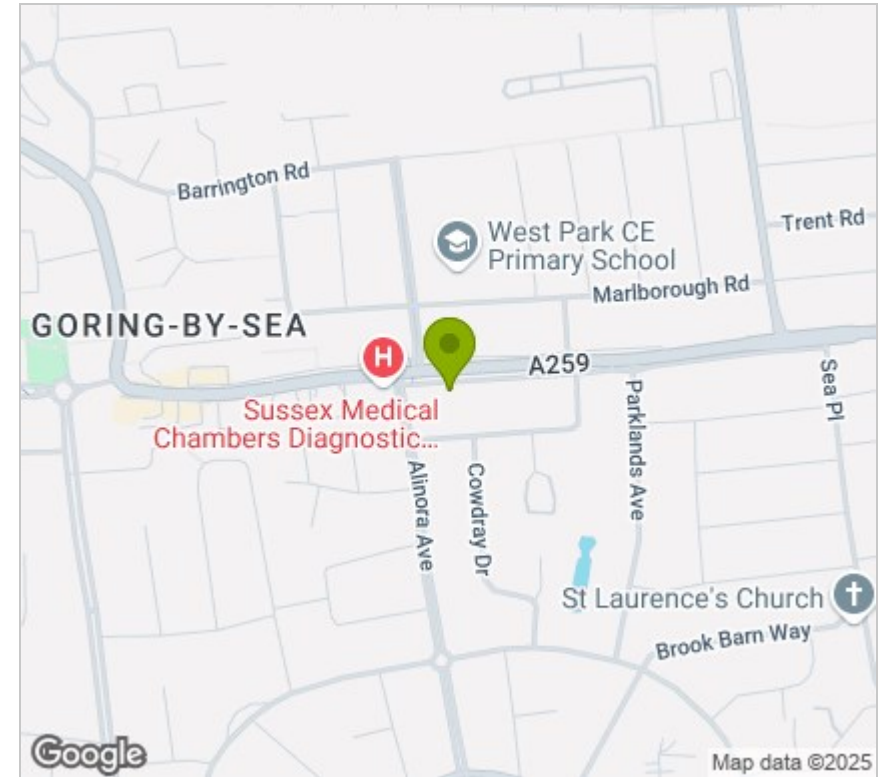 Barrington Rd
Trent Rd
West Park CE
Primary School
Marlborough Rd
GORING-BY-SEA
H
A259
Sussex Medical
Chambers Diagnostic...
Sea Pl
Parklands Ave
Alinora Ave
Cowdray Dr
St Laurence's Church
Brook Barn Way
Google
Map data ©2025